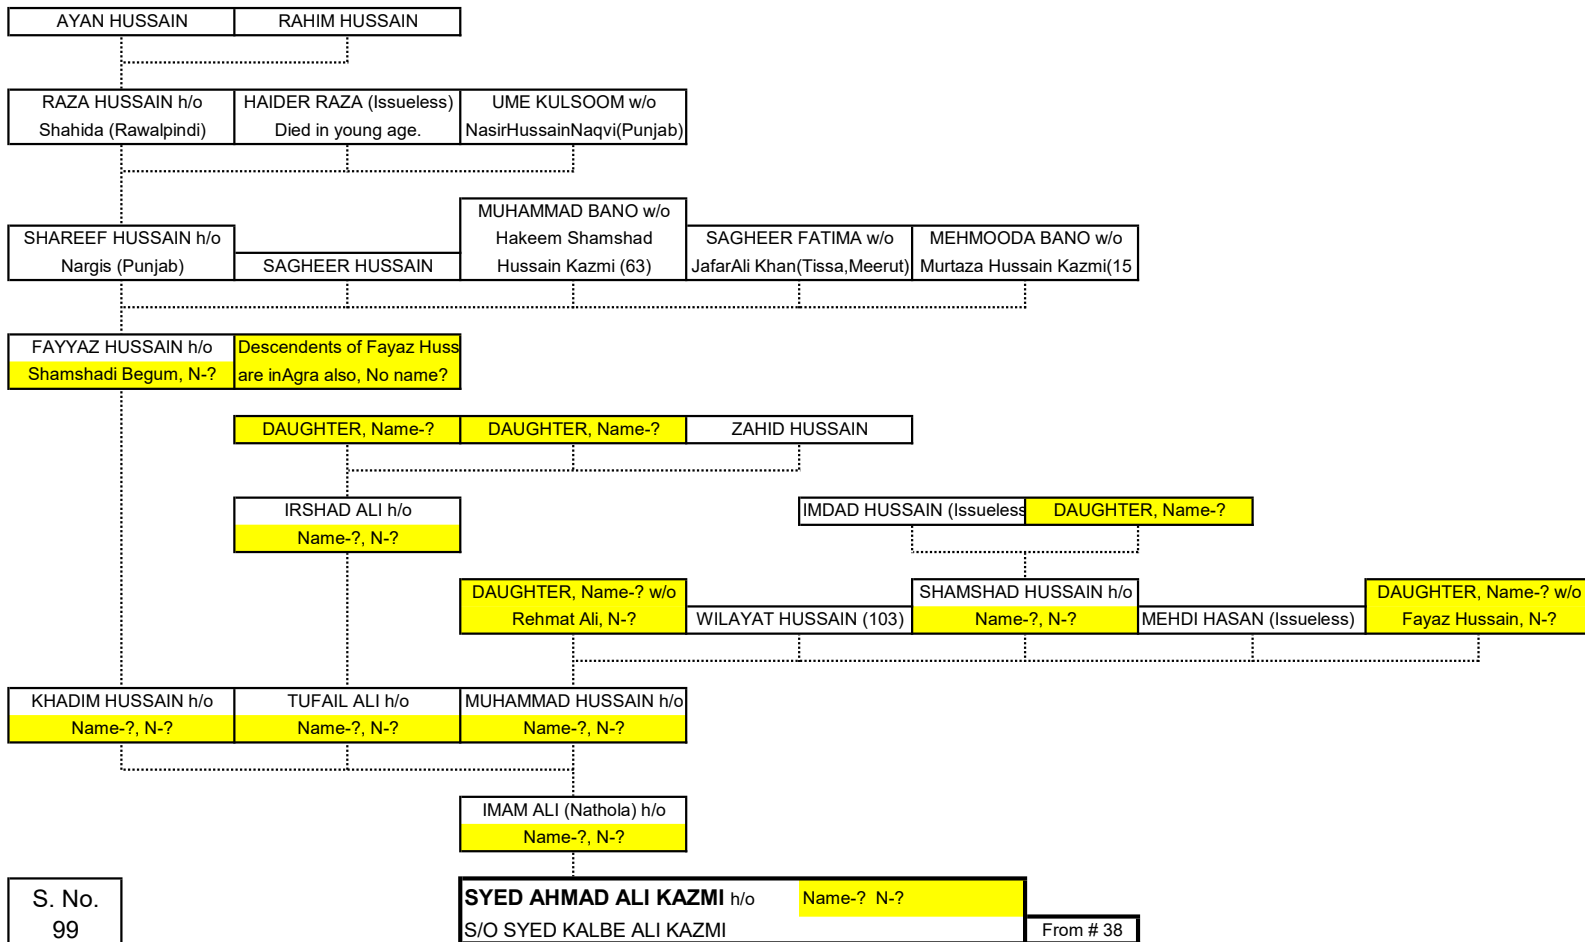 AYAN HUSSAIN
RAHIM HUSSAIN
RAZA HUSSAIN h/o
Shahida (Rawalpindi)
HAIDER RAZA (Issueless)
Died in young age.
UME KULSOOM w/o
NasirHussainNaqvi(Punjab)
SHAREEF HUSSAIN h/o
Nargis (Punjab)
SAGHEER HUSSAIN
MUHAMMAD BANO w/o
Hakeem Shamshad
Hussain Kazmi (63)
SAGHEER FATIMA w/o
JafarAli Khan(Tissa,Meerut)
MEHMOODA BANO w/o
Murtaza Hussain Kazmi(15
FAYYAZ HUSSAIN h/o
Shamshadi Begum, N-?
Descendents of Fayaz Huss
are inAgra also, No name?
DAUGHTER, Name-?
DAUGHTER, Name-?
ZAHID HUSSAIN
IRSHAD ALI h/o
Name-?, N-?
IMDAD HUSSAIN (Issueless
DAUGHTER, Name-?
DAUGHTER, Name-? w/o
Rehmat Ali, N-?
WILAYAT HUSSAIN (103)
SHAMSHAD HUSSAIN h/o
Name-?, N-?
MEHDI HASAN (Issueless)
DAUGHTER, Name-? w/o
Fayaz Hussain, N-?
KHADIM HUSSAIN h/o
Name-?, N-?
TUFAIL ALI h/o
Name-?, N-?
MUHAMMAD HUSSAIN h/o
Name-?, N-?
IMAM ALI (Nathola) h/o
Name-?, N-?
S. No.
99
SYED AHMAD ALI KAZMI h/o Name-? N-?
S/O SYED KALBE ALI KAZMI
From # 38